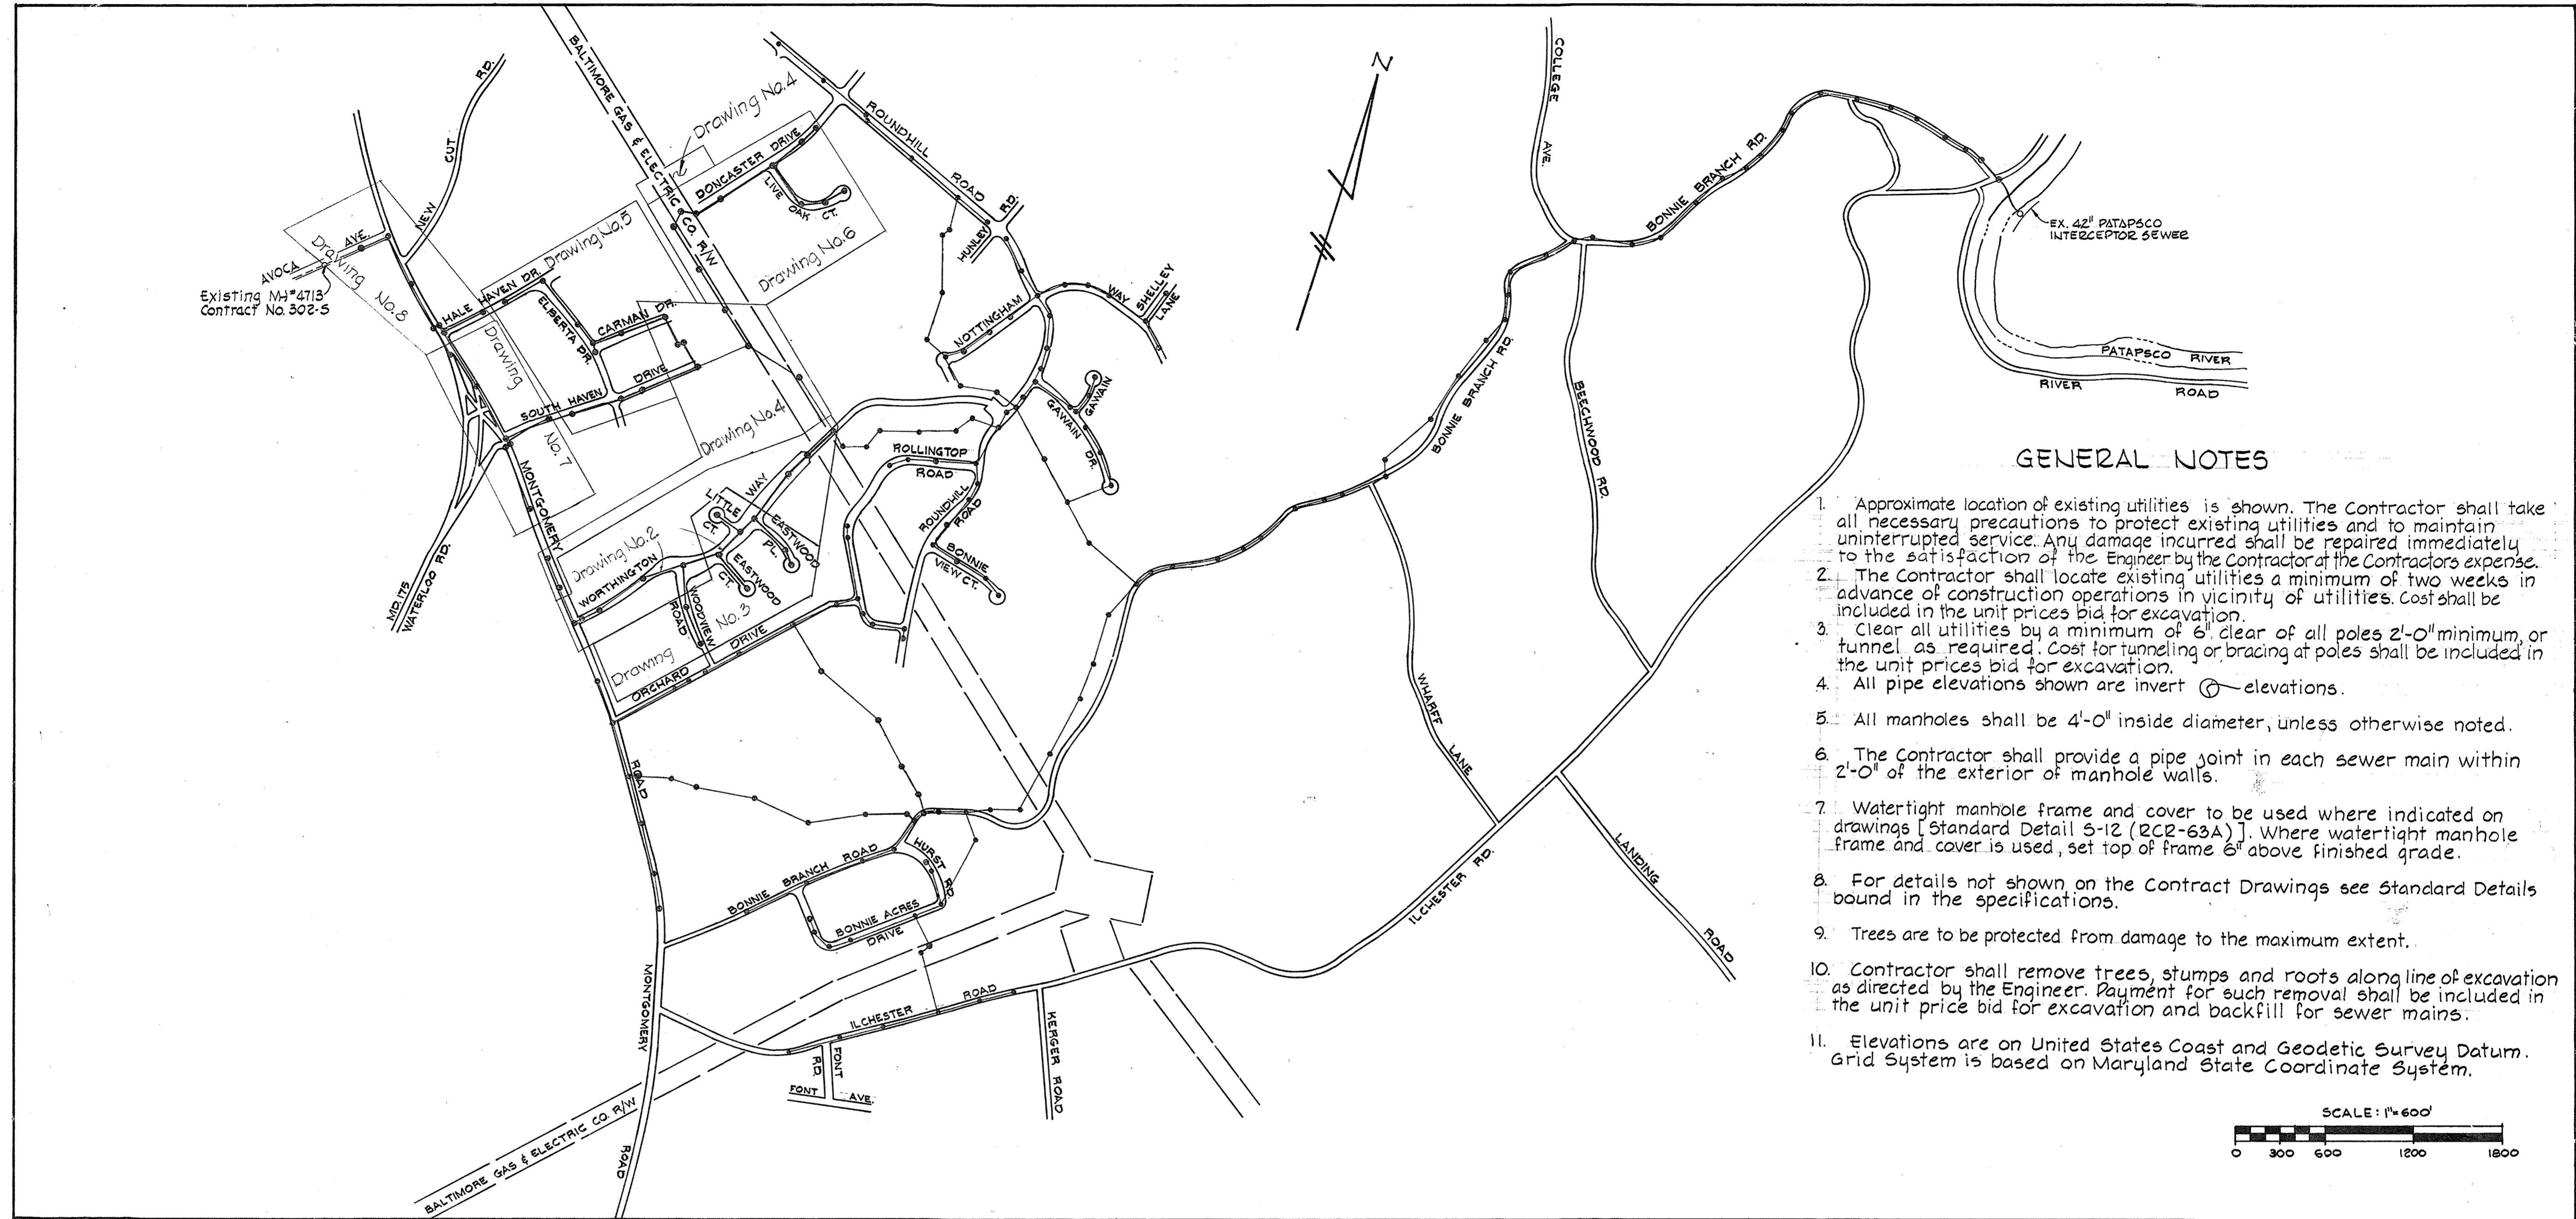 BALTIMORE GAS & ELECTRIC CO. R/W
Drawing No.4
ROUNDHILL ROAD
DONCASTER DRIVE
LIVE OAK CT.
NEW CUT RD.
Drawing No.5
Drawing No.6
HUNLEY RD.
AVOCA AVE.
Drawing No.8
Existing MH #4713
Contract No. 302-S
HALE HAVEN DR.
ELBERTA DR.
CARMAN DR.
Drawing No. 7
SOUTH HAVEN DRIVE
NOTTINGHAM WAY
SHELLEY LANE
GAWAIN
GAWAIN DR.
Drawing No.4
ROLLINGTOP ROAD
ROUNDHILL ROAD
BONNIE VIEW CT.
MONTGOMERY ROAD
MD. 175
WATERLOO RD.
LITTLE CT.
WORTHINGTON WAY
Drawing No.2
EASTWOOD PL.
EASTWOOD CT.
WOODVIEW ROAD
Drawing No.3
ORCHARD DRIVE
BONNIE BRANCH ROAD
HURST RD.
BONNIE ACRES DRIVE
MONTGOMERY ROAD
ILCHESTER ROAD
FONT RD.
FONT AVE.
KERGER ROAD
BALTIMORE GAS & ELECTRIC CO. R/W
N
COLLEGE AVE.
BONNIE BRANCH RD.
BONNIE BRANCH RD.
BEECHWOOD RD.
WHARFF LANE
ILCHESTER RD.
LANDING ROAD
EX. 42" PATAPSCO
INTERCEPTOR SEWER
PATAPSCO RIVER
RIVER ROAD
GENERAL NOTES
1. Approximate location of existing utilities is shown. The Contractor shall take
all necessary precautions to protect existing utilities and to maintain
uninterrupted service. Any damage incurred shall be repaired immediately
to the satisfaction of the Engineer by the Contractor at the Contractors expense.
2. The Contractor shall locate existing utilities a minimum of two weeks in
advance of construction operations in vicinity of utilities. Cost shall be
included in the unit prices bid for excavation.
3. Clear all utilities by a minimum of 6", clear of all poles 2'-0" minimum, or
tunnel as required. Cost for tunneling or bracing at poles shall be included in
the unit prices bid for excavation.
4. All pipe elevations shown are invert elevations.
5. All manholes shall be 4'-0" inside diameter, unless otherwise noted.
6. The Contractor shall provide a pipe joint in each sewer main within
2'-0" of the exterior of manhole walls.
7. Watertight manhole frame and cover to be used where indicated on
drawings [Standard Detail S-12 (RCR-63A)]. Where watertight manhole
frame and cover is used, set top of frame 6" above finished grade.
8. For details not shown on the Contract Drawings see Standard Details
bound in the specifications.
9. Trees are to be protected from damage to the maximum extent.
10. Contractor shall remove trees, stumps and roots along line of excavation
as directed by the Engineer. Payment for such removal shall be included in
the unit price bid for excavation and backfill for sewer mains.
11. Elevations are on United States Coast and Geodetic Survey Datum.
Grid System is based on Maryland State Coordinate System.
SCALE: 1"=600'
0 300 600 1200 1800